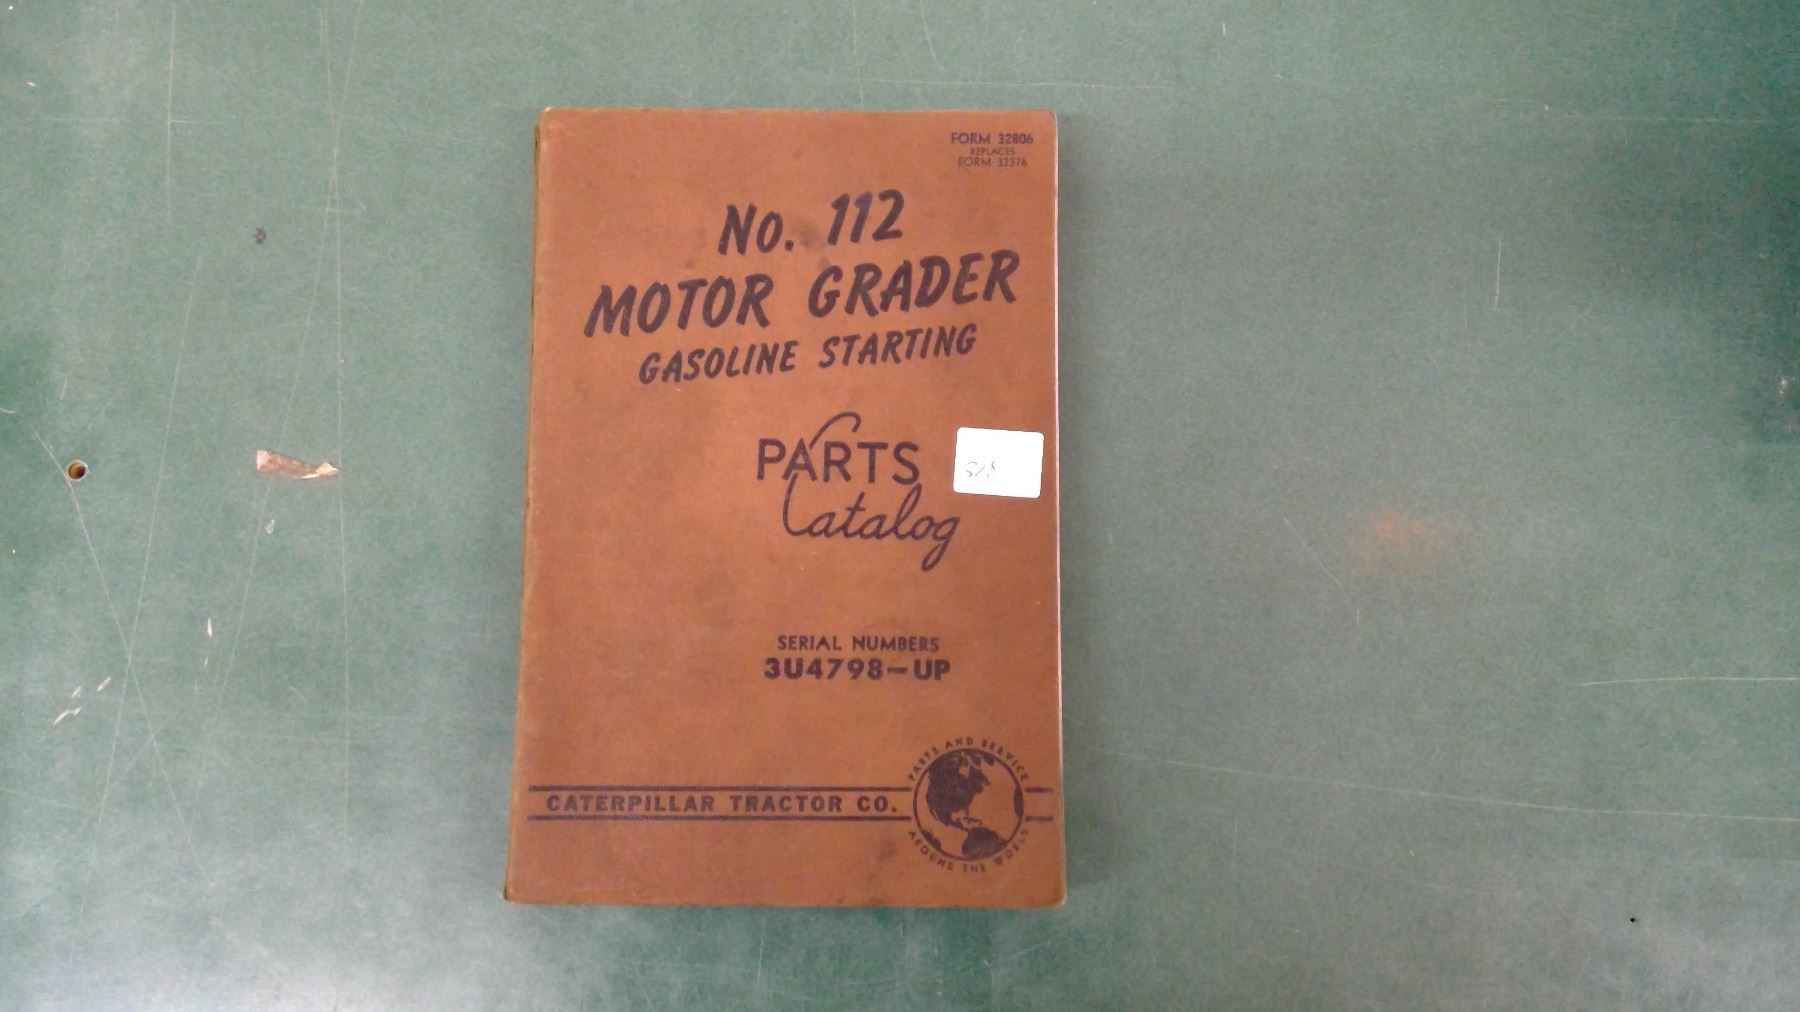 FORM 32806
REPLACES
FORM 32376
No. 112
MOTOR GRADER
GASOLINE STARTING
PARTS
Catalog
SERIAL NUMBERS
3U4798-UP
CATERPILLAR TRACTOR CO.
PARTS AND SERVICE
AROUND THE WORLD